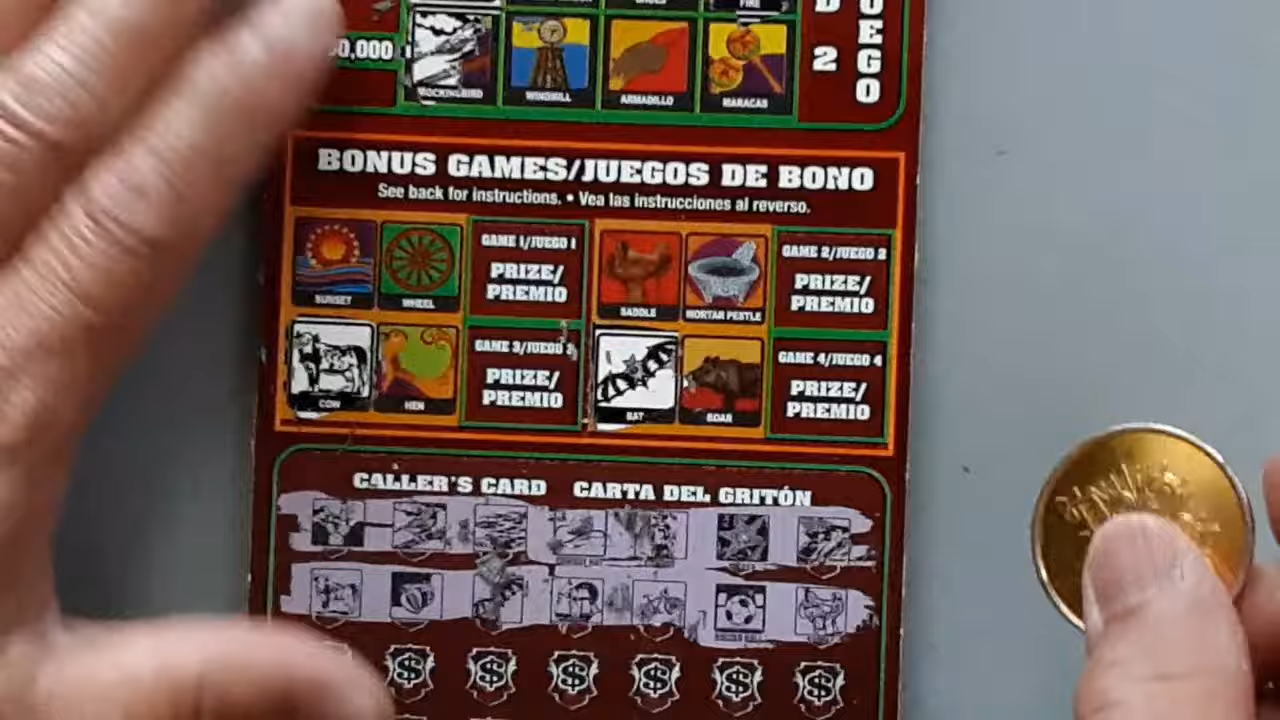 FIRE
D
UEGO
0,000
2
MOCKINGBIRD
WINDMILL
ARMADILLO
MARACAS
BONUS GAMES/JUEGOS DE BONO
See back for instructions. • Vea las instrucciones al reverso.
SUNSET
WHEEL
GAME 1/JUEGO 1
PRIZE/
PREMIO
SADDLE
MORTAR PESTLE
GAME 2/JUEGO 2
PRIZE/
PREMIO
COW
HEN
GAME 3/JUEGO 3
PRIZE/
PREMIO
BAT
BOAR
GAME 4/JUEGO 4
PRIZE/
PREMIO
CALLER'S CARD CARTA DEL GRITÓN
$ $ $ $ $ $